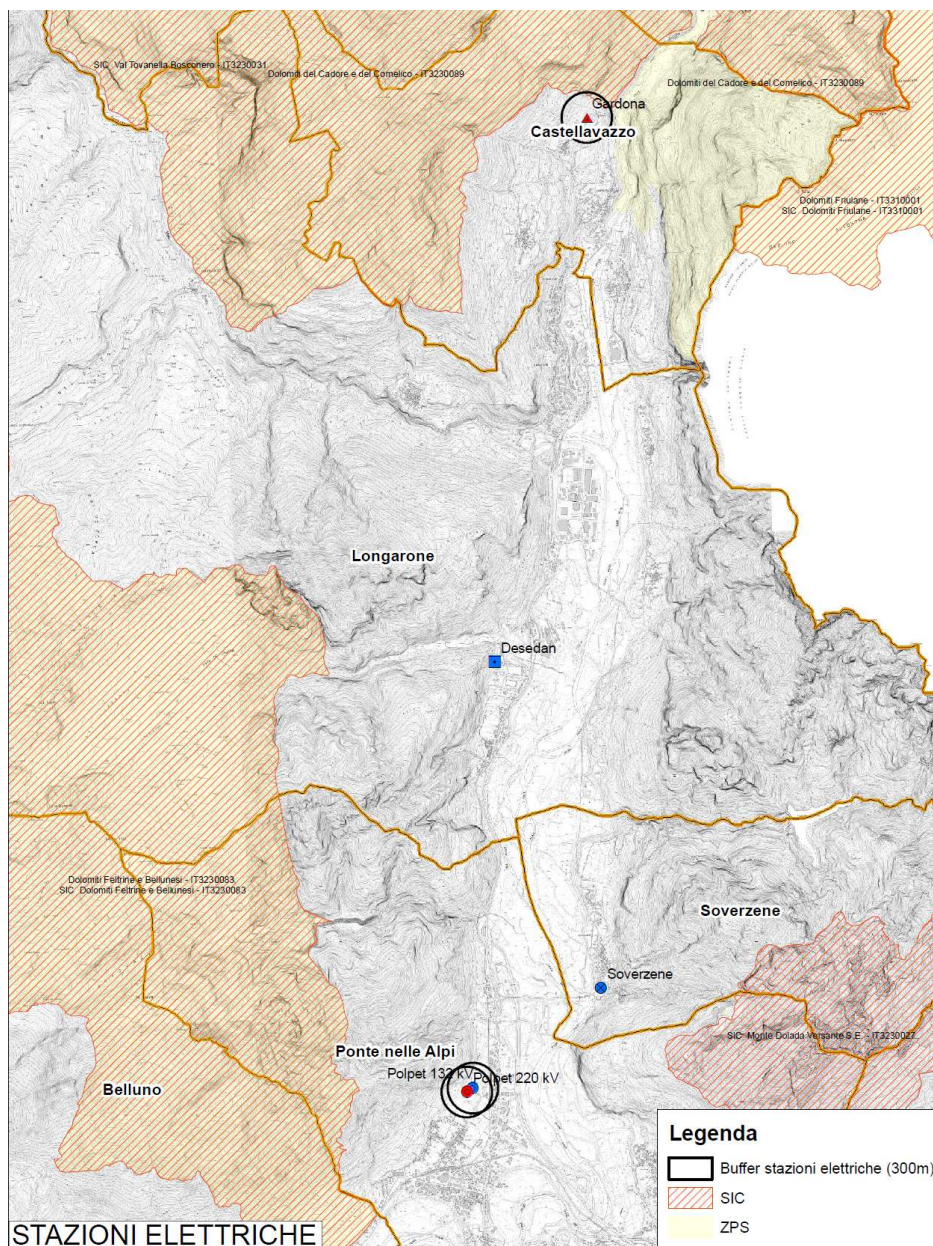 SIC  Val Tovanella Bosconero - IT3230031
Dolomiti del Cadore e del Comelico - IT3230089
Dolomiti del Cadore e del Comelico - IT3230089
Gardona
Castellavazzo
Dolomiti Friulane - IT3310001
SIC  Dolomiti Friulane - IT3310001
Longarone
Desedan
Dolomiti Feltrine e Bellunesi - IT3230083
SIC  Dolomiti Feltrine e Bellunesi - IT3230083
Soverzene
Soverzene
SIC  Monte Dolada Versante S.E. - IT3230027
Ponte nelle Alpi
Polpet 132 kV
Polpet 220 kV
Belluno
Legenda
Buffer stazioni elettriche (300m)
SIC
ZPS
STAZIONI ELETTRICHE